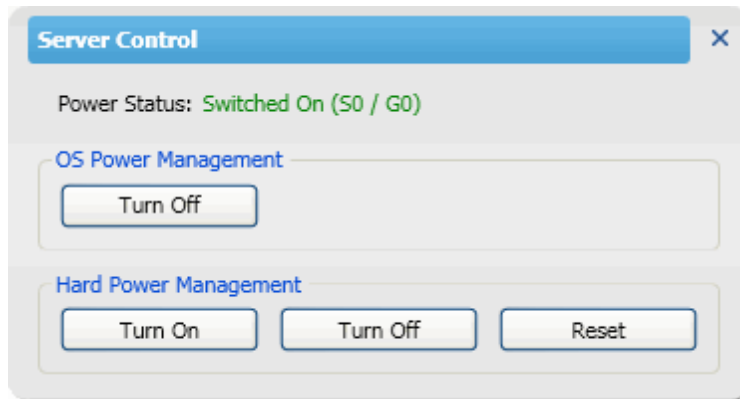 Server Control
Power Status: Switched On (S0 / G0)
OS Power Management
Turn Off
Hard Power Management
Turn On Turn Off Reset